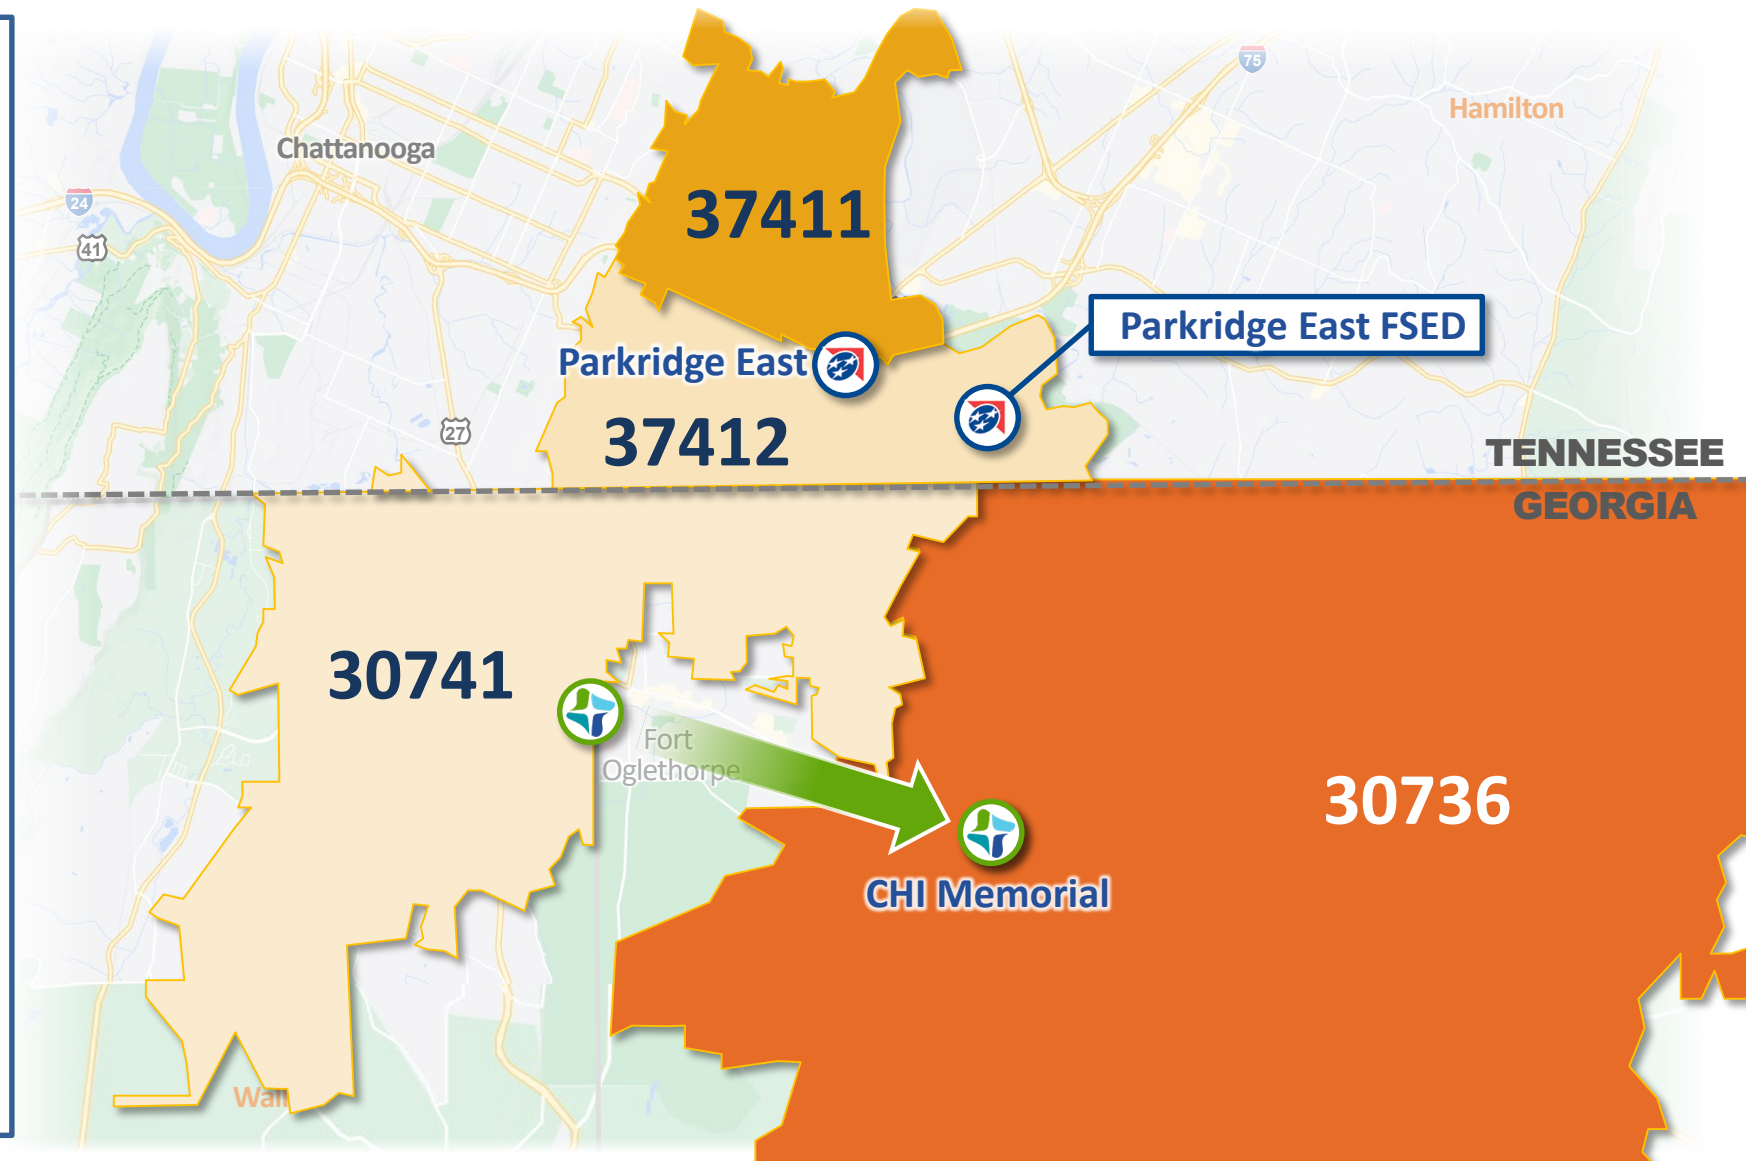 75
Hamilton
Chattanooga
24
41
37411
Parkridge East FSED
Parkridge East
37412
27
TENNESSEE
GEORGIA
30741
Fort
Oglethorpe
30736
CHI Memorial